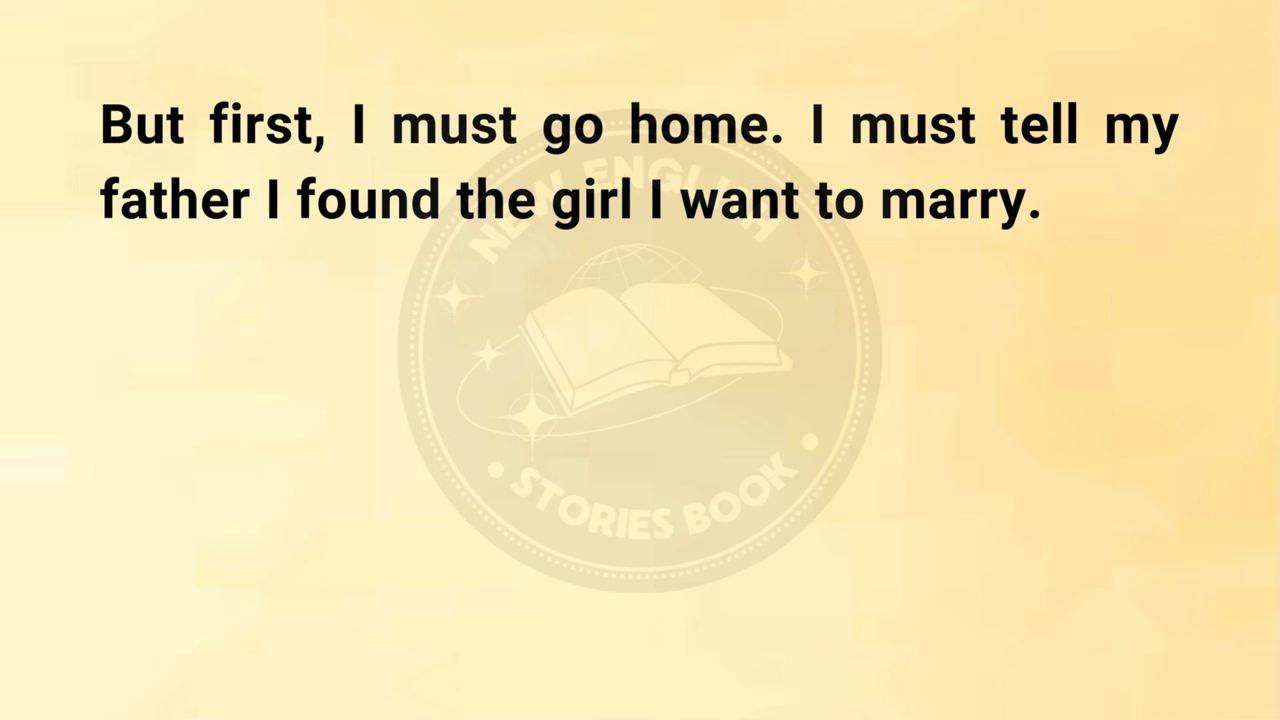 But first, I must go home. I must tell my
father I found the girl I want to marry.
NEW ENGLISH
STORIES BOOK